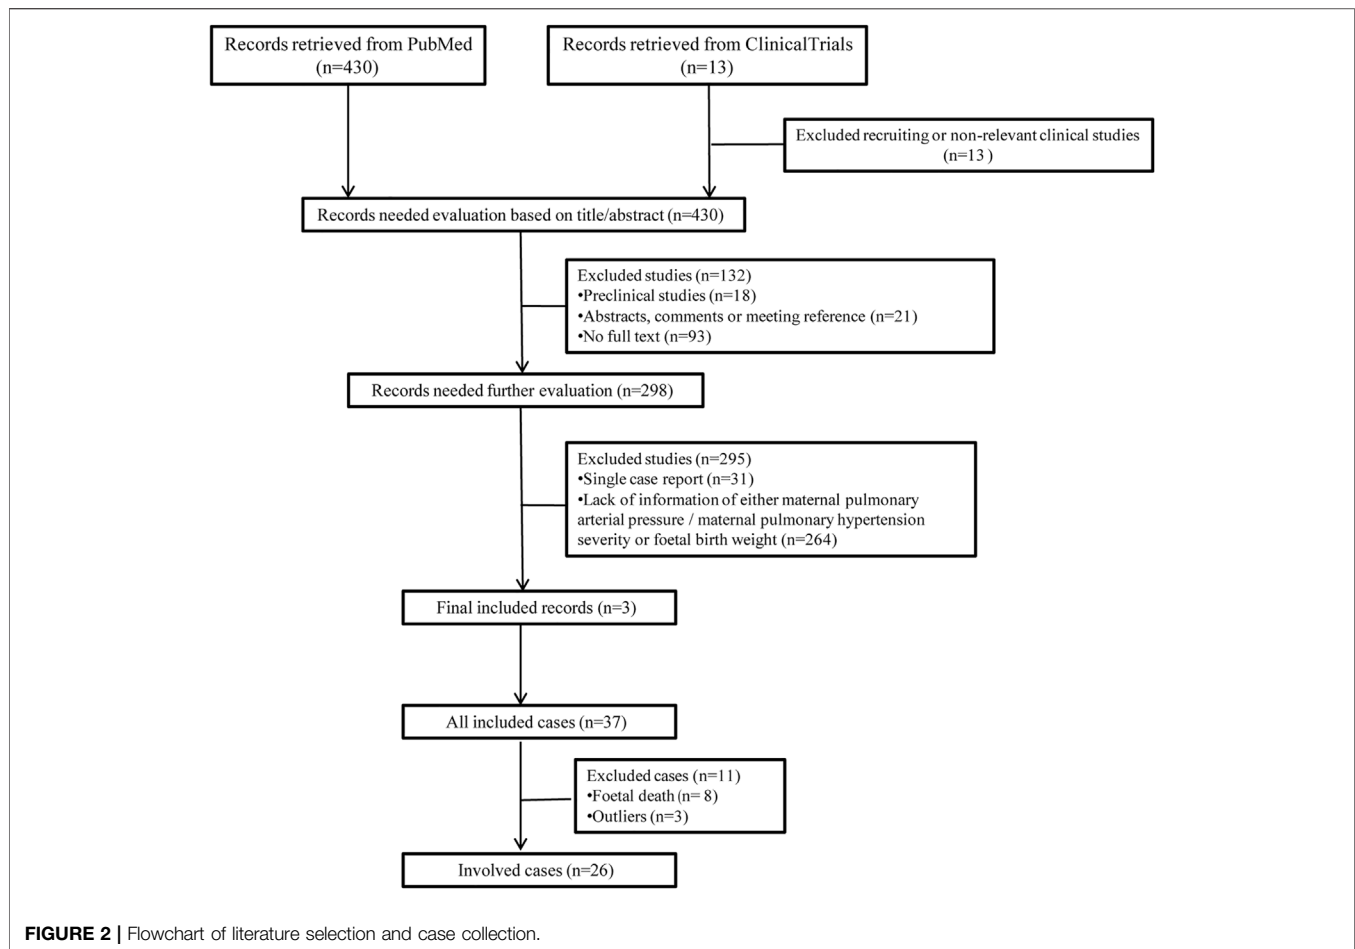 Records retrieved from PubMed
(n=430)
Records retrieved from ClinicalTrials
(n=13)
Excluded recruiting or non-relevant clinical studies
(n=13 )
Records needed evaluation based on title/abstract (n=430)
Excluded studies (n=132)
•Preclinical studies (n=18)
•Abstracts, comments or meeting reference (n=21)
•No full text (n=93)
Records needed further evaluation (n=298)
Excluded studies (n=295)
•Single case report (n=31)
•Lack of information of either maternal pulmonary
arterial pressure / maternal pulmonary hypertension
severity or foetal birth weight (n=264)
Final included records (n=3)
All included cases (n=37)
Excluded cases (n=11)
•Foetal death (n= 8)
•Outliers (n=3)
Involved cases (n=26)
FIGURE 2 | Flowchart of literature selection and case collection.